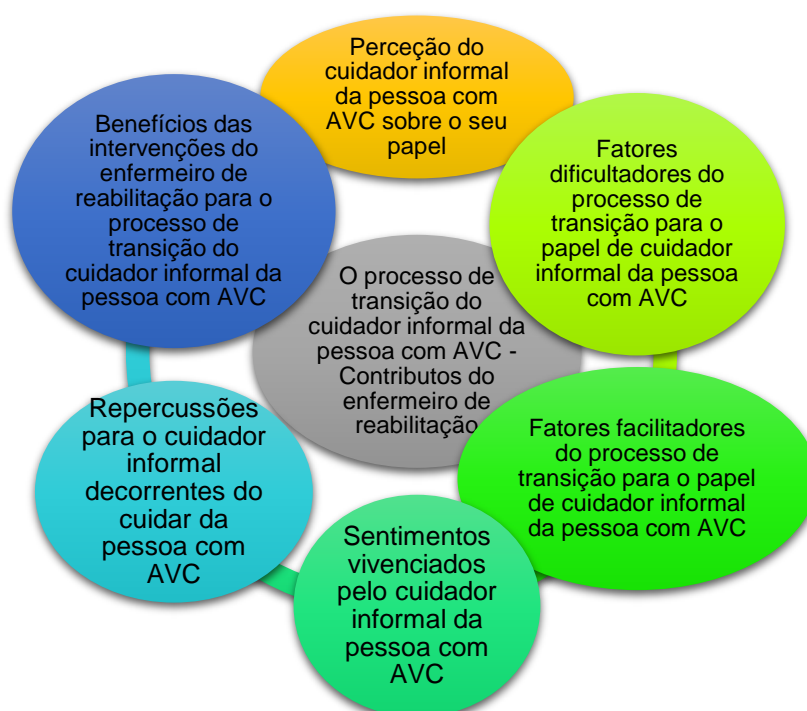 Perceção do
cuidador informal
da pessoa com
AVC sobre o seu
papel
Fatores
dificultadores do
processo de
transição para o
papel de cuidador
informal da pessoa
com AVC
Fatores facilitadores
do processo de
transição para o papel
de cuidador informal
da pessoa com AVC
Sentimentos
vivenciados
pelo cuidador
informal da
pessoa com
AVC
Repercussões
para o cuidador
informal
decorrentes do
cuidar da
pessoa com
AVC
Benefícios das
intervenções do
enfermeiro de
reabilitação para o
processo de
transição do
cuidador informal da
pessoa com AVC
O processo de
transição do
cuidador informal da
pessoa com AVC -
Contributos do
enfermeiro de
reabilitação